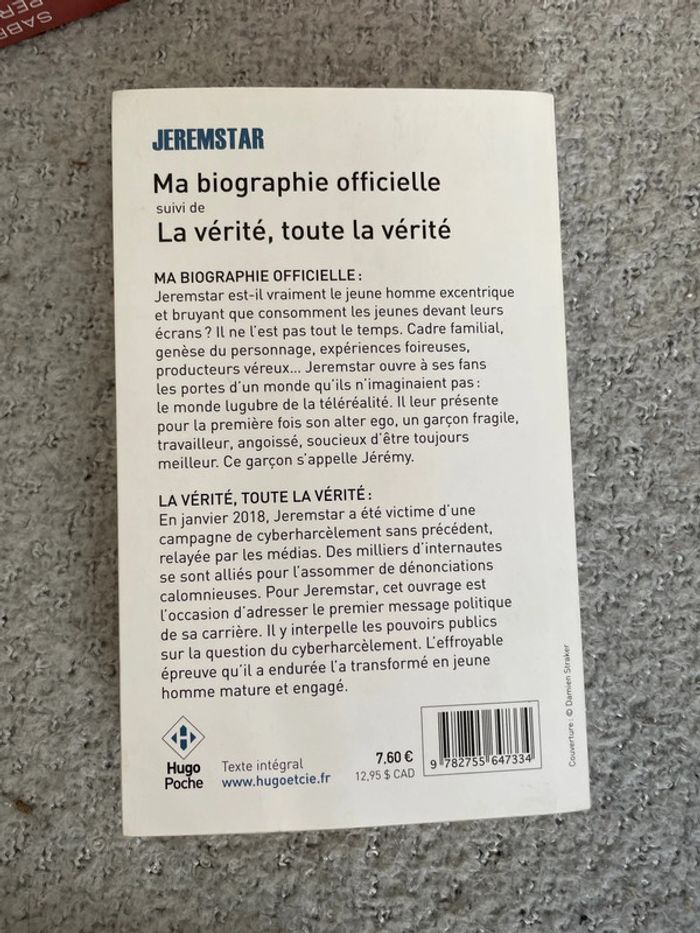 JEREMSTAR
Ma biographie officielle
suivi de
La vérité, toute la vérité
MA BIOGRAPHIE OFFICIELLE :
Jeremstar est-il vraiment le jeune homme excentrique
et bruyant que consomment les jeunes devant leurs
écrans ? Il ne l'est pas tout le temps. Cadre familial,
genèse du personnage, expériences foireuses,
producteurs véreux... Jeremstar ouvre à ses fans
les portes d'un monde qu'ils n'imaginaient pas :
le monde lugubre de la téléréalité. Il leur présente
pour la première fois son alter ego, un garçon fragile,
travailleur, angoissé, soucieux d'être toujours
meilleur. Ce garçon s'appelle Jérémy.
LA VÉRITÉ, TOUTE LA VÉRITÉ :
En janvier 2018, Jeremstar a été victime d'une
campagne de cyberharcèlement sans précédent,
relayée par les médias. Des milliers d'internautes
se sont alliés pour l'assommer de dénonciations
calomnieuses. Pour Jeremstar, cet ouvrage est
l'occasion d'adresser le premier message politique
de sa carrière. Il y interpelle les pouvoirs publics
sur la question du cyberharcèlement. L'effroyable
épreuve qu'il a endurée l'a transformé en jeune
homme mature et engagé.
Hugo
Poche
Texte intégral
www.hugoetcie.fr
7,60 €
12,95 $ CAD
9 782755 647334
Couverture : © Damien Straker